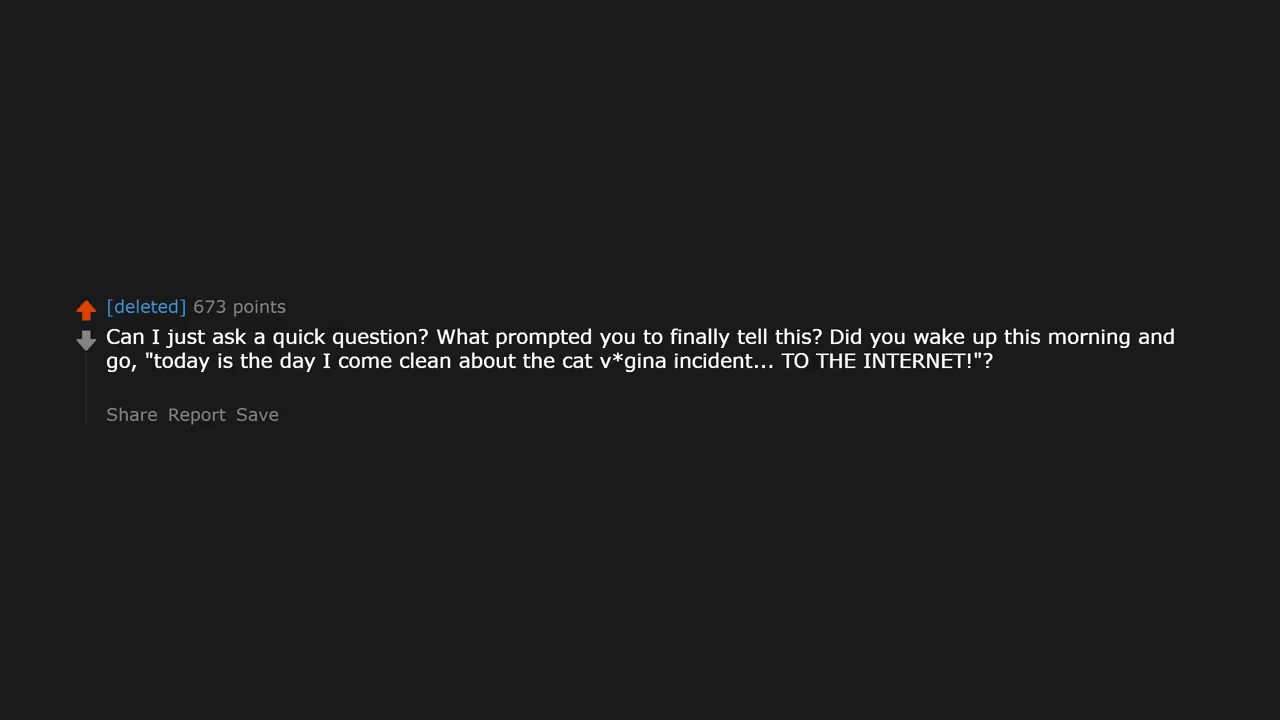 [deleted] 673 points
Can I just ask a quick question? What prompted you to finally tell this? Did you wake up this morning and
go, "today is the day I come clean about the cat v*gina incident... TO THE INTERNET!"?
Share Report Save